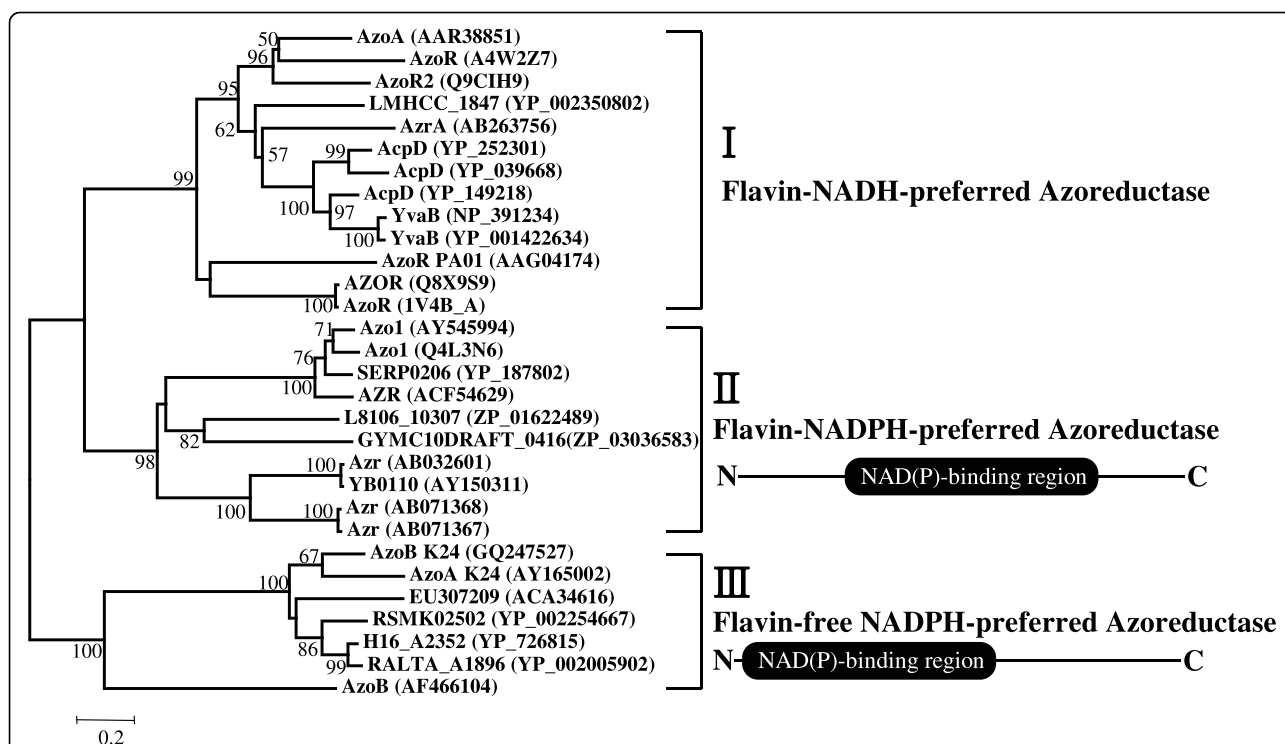 50
AzoA (AAR38851)
96
AzoR (A4W2Z7)
95
AzoR2 (Q9CIH9)
LMHCC_1847 (YP_002350802)
62
AzrA (AB263756)
57
99
AcpD (YP_252301)
AcpD (YP_039668)
99
AcpD (YP_149218)
100
97
YvaB (NP_391234)
100
YvaB (YP_001422634)
AzoR PA01 (AAG04174)
AZOR (Q8X9S9)
100
AzoR (1V4B_A)
I
Flavin-NADH-preferred Azoreductase
71
Azo1 (AY545994)
Azo1 (Q4L3N6)
76
SERP0206 (YP_187802)
100
AZR (ACF54629)
L8106_10307 (ZP_01622489)
82
GYMC10DRAFT_0416(ZP_03036583)
98
100
Azr (AB032601)
YB0110 (AY150311)
100
100
Azr (AB071368)
Azr (AB071367)
II
Flavin-NADPH-preferred Azoreductase
N NAD(P)-binding region C
67
AzoB K24 (GQ247527)
100
AzoA K24 (AY165002)
EU307209 (ACA34616)
RSMK02502 (YP_002254667)
86
H16_A2352 (YP_726815)
99
RALTA_A1896 (YP_002005902)
100
AzoB (AF466104)
III
Flavin-free NADPH-preferred Azoreductase
N NAD(P)-binding region C
0.2